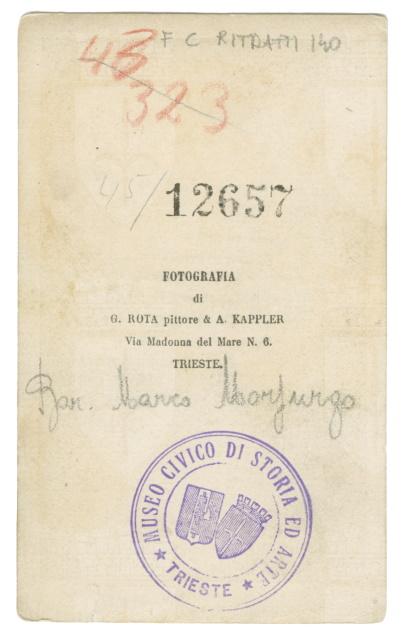 43 F C RITRATTI 140
323
45/ 12657
FOTOGRAFIA
di
G. ROTA pittore & A. KAPPLER
Via Madonna del Mare N. 6.
TRIESTE.
Bar. Marco Morpurgo
MUSEO CIVICO DI STORIA ED ARTE
★ TRIESTE ★